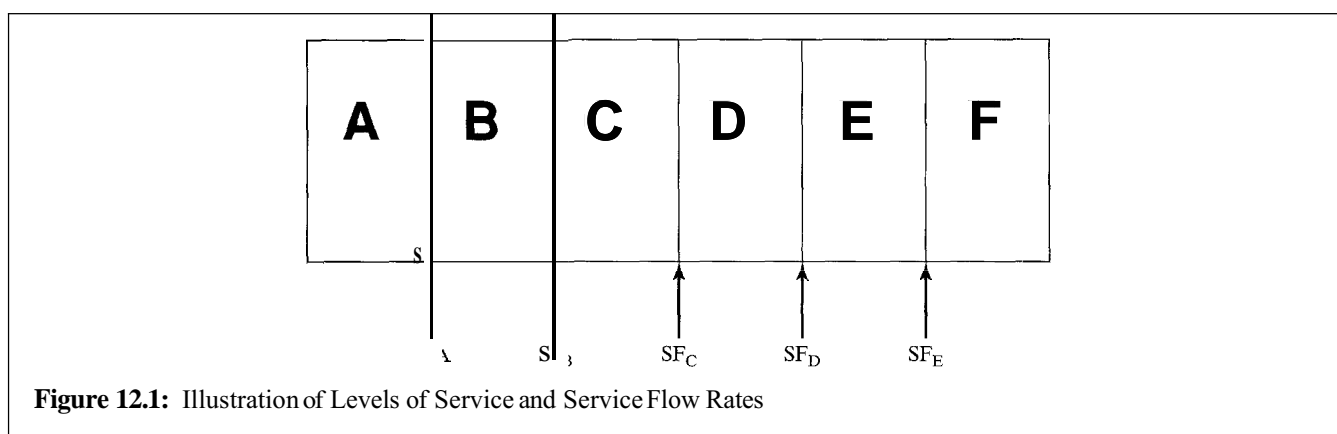 A B C D E F
S
SF_C SF_D SF_E
Figure 12.1: Illustration of Levels of Service and Service Flow Rates